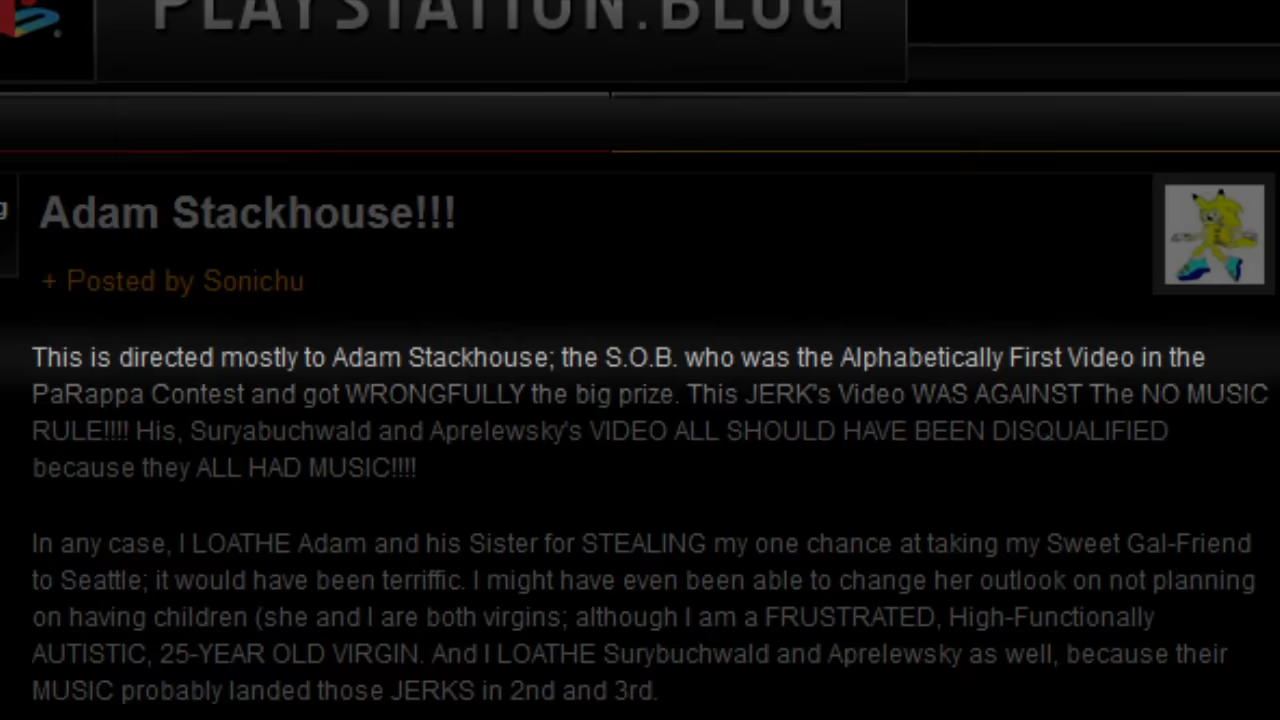 PLAYSTATION.BLOG
g
Adam Stackhouse!!!
+ Posted by Sonichu
This is directed mostly to Adam Stackhouse; the S.O.B. who was the Alphabetically First Video in the
PaRappa Contest and got WRONGFULLY the big prize. This JERK's Video WAS AGAINST The NO MUSIC
RULE!!!! His, Suryabuchwald and Aprelewsky's VIDEO ALL SHOULD HAVE BEEN DISQUALIFIED
because they ALL HAD MUSIC!!!!
In any case, I LOATHE Adam and his Sister for STEALING my one chance at taking my Sweet Gal-Friend
to Seattle; it would have been terriffic. I might have even been able to change her outlook on not planning
on having children (she and I are both virgins; although I am a FRUSTRATED, High-Functionally
AUTISTIC, 25-YEAR OLD VIRGIN. And I LOATHE Surybuchwald and Aprelewsky as well, because their
MUSIC probably landed those JERKS in 2nd and 3rd.